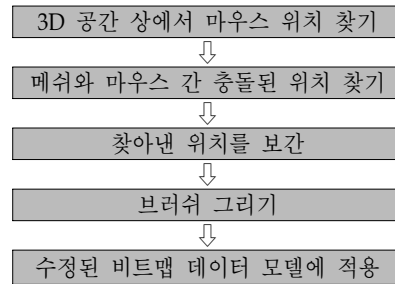 3D 공간 상에서 마우스 위치 찾기
메쉬와 마우스 간 충돌된 위치 찾기
찾아낸 위치를 보간
브러쉬 그리기
수정된 비트맵 데이터 모델에 적용